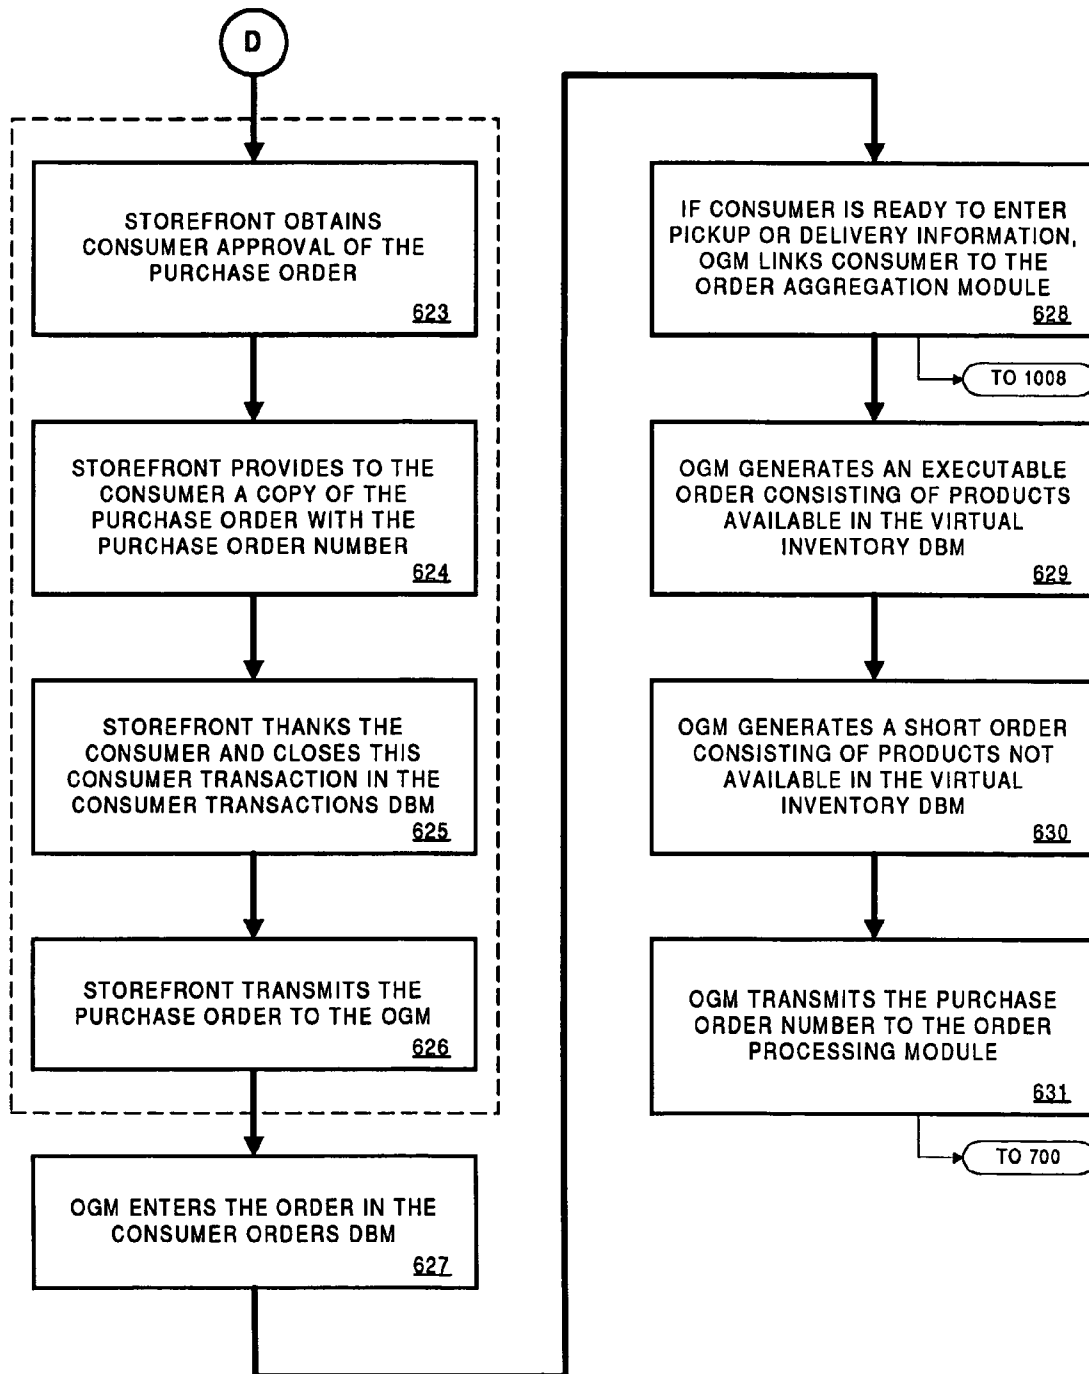 D
STOREFRONT OBTAINS
CONSUMER APPROVAL OF THE
PURCHASE ORDER
623
STOREFRONT PROVIDES TO THE
CONSUMER A COPY OF THE
PURCHASE ORDER WITH THE
PURCHASE ORDER NUMBER
624
STOREFRONT THANKS THE
CONSUMER AND CLOSES THIS
CONSUMER TRANSACTION IN THE
CONSUMER TRANSACTIONS DBM
625
STOREFRONT TRANSMITS THE
PURCHASE ORDER TO THE OGM
626
OGM ENTERS THE ORDER IN THE
CONSUMER ORDERS DBM
627
IF CONSUMER IS READY TO ENTER
PICKUP OR DELIVERY INFORMATION,
OGM LINKS CONSUMER TO THE
ORDER AGGREGATION MODULE
628
TO 1008
OGM GENERATES AN EXECUTABLE
ORDER CONSISTING OF PRODUCTS
AVAILABLE IN THE VIRTUAL
INVENTORY DBM
629
OGM GENERATES A SHORT ORDER
CONSISTING OF PRODUCTS NOT
AVAILABLE IN THE VIRTUAL
INVENTORY DBM
630
OGM TRANSMITS THE PURCHASE
ORDER NUMBER TO THE ORDER
PROCESSING MODULE
631
TO 700